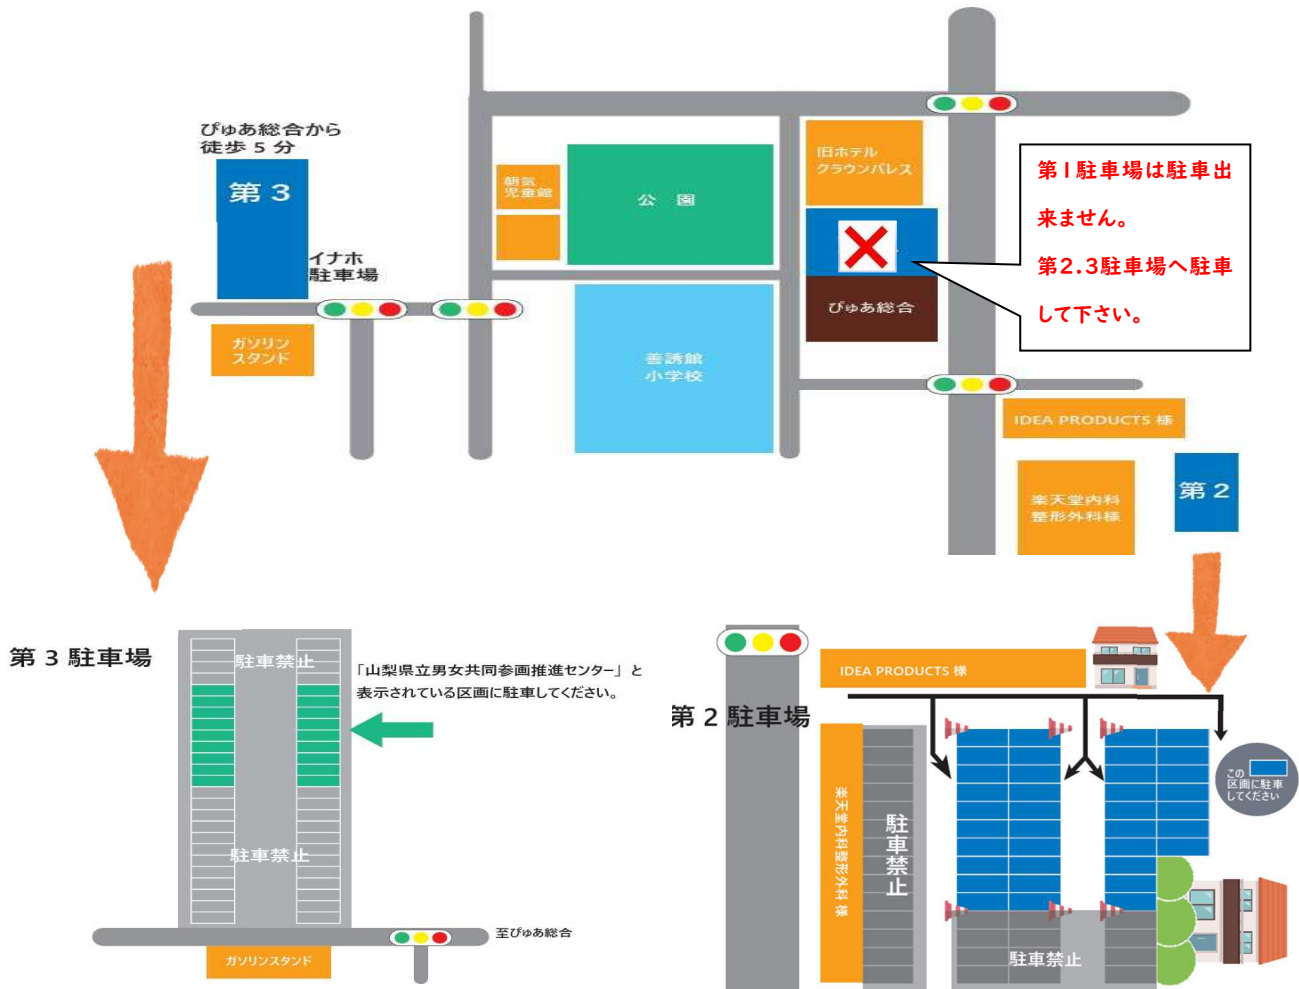 ぴゅあ総合から
徒歩5分
第3
イナホ
駐車場
ガソリン
スタンド
朝気
児童館
公 園
善誘館
小学校
旧ホテル
クラウンパレス
ぴゅあ総合
第1駐車場は駐車出
来ません。
第2.3駐車場へ駐車
して下さい。
IDEA PRODUCTS 様
楽天堂内科
整形外科様
第2
第3駐車場
駐車禁止
「山梨県立男女共同参画推進センター」と
表示されている区画に駐車してください。
駐車禁止
至ぴゅあ総合
ガソリンスタンド
IDEA PRODUCTS 様
第2駐車場
楽天堂内科整形外科 様
駐車禁止
この
区画に駐車
してください
駐車禁止